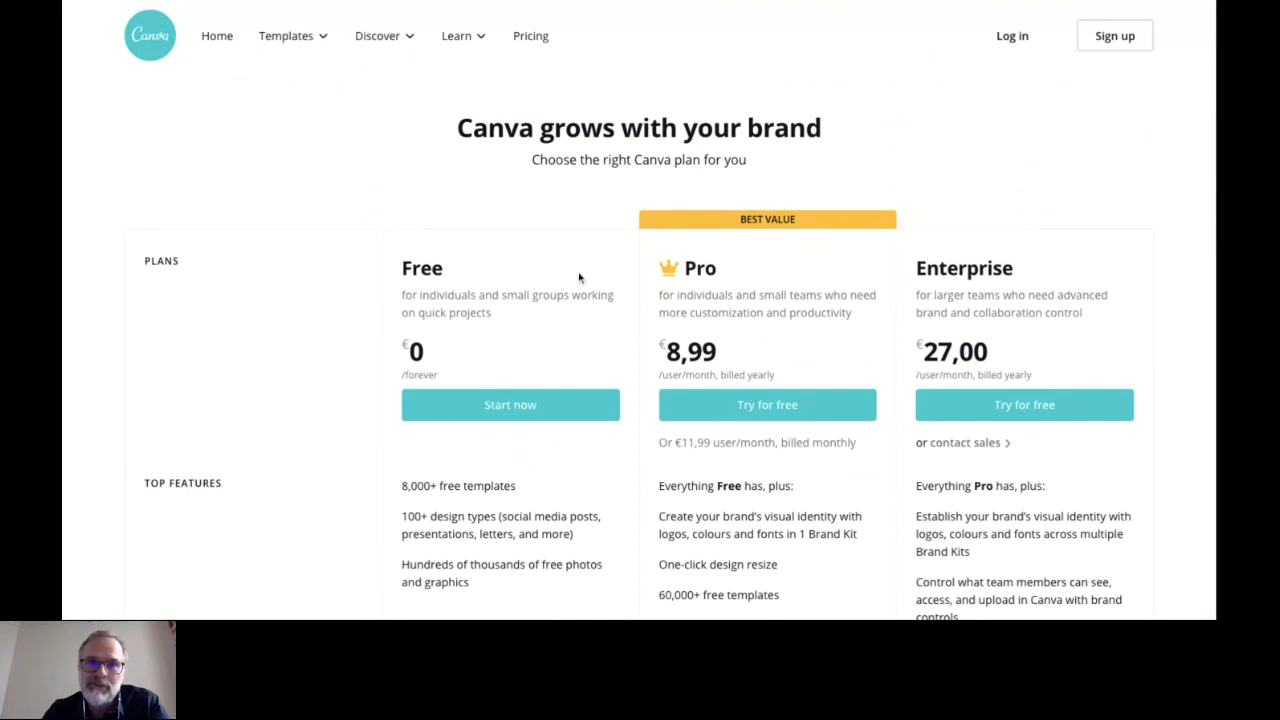 Canva
Home
Templates
Discover
Learn
Pricing
Log in
Sign up
Canva grows with your brand
Choose the right Canva plan for you
BEST VALUE
PLANS
Free
for individuals and small groups working
on quick projects
€0
/forever
Start now
Pro
for individuals and small teams who need
more customization and productivity
€8,99
/user/month, billed yearly
Try for free
Or €11,99 user/month, billed monthly
Enterprise
for larger teams who need advanced
brand and collaboration control
€27,00
/user/month, billed yearly
Try for free
or contact sales
TOP FEATURES
8,000+ free templates
100+ design types (social media posts,
presentations, letters, and more)
Hundreds of thousands of free photos
and graphics
Everything Free has, plus:
Create your brand’s visual identity with
logos, colours and fonts in 1 Brand Kit
One-click design resize
60,000+ free templates
Everything Pro has, plus:
Establish your brand’s visual identity with
logos, colours and fonts across multiple
Brand Kits
Control what team members can see,
access, and upload in Canva with brand
controls